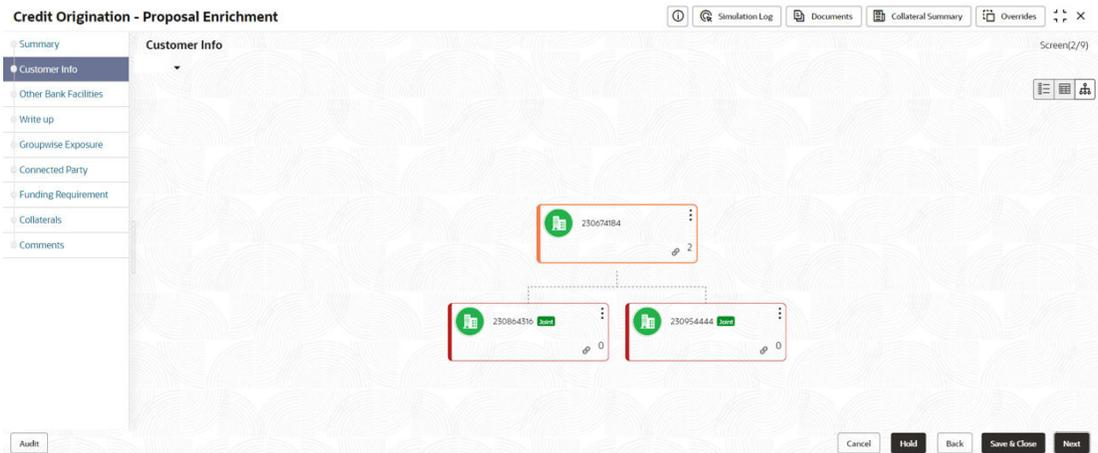 Credit Origination - Proposal Enrichment
Simulation Log
Documents
Collateral Summary
Overrides
Summary
Customer Info
Other Bank Facilities
Write up
Groupwise Exposure
Connected Party
Funding Requirement
Collaterals
Comments
Customer Info
Screen(2/9)
230674184
2
230864316 Joint
0
230954444 Joint
0
Audit
Cancel
Hold
Back
Save & Close
Next